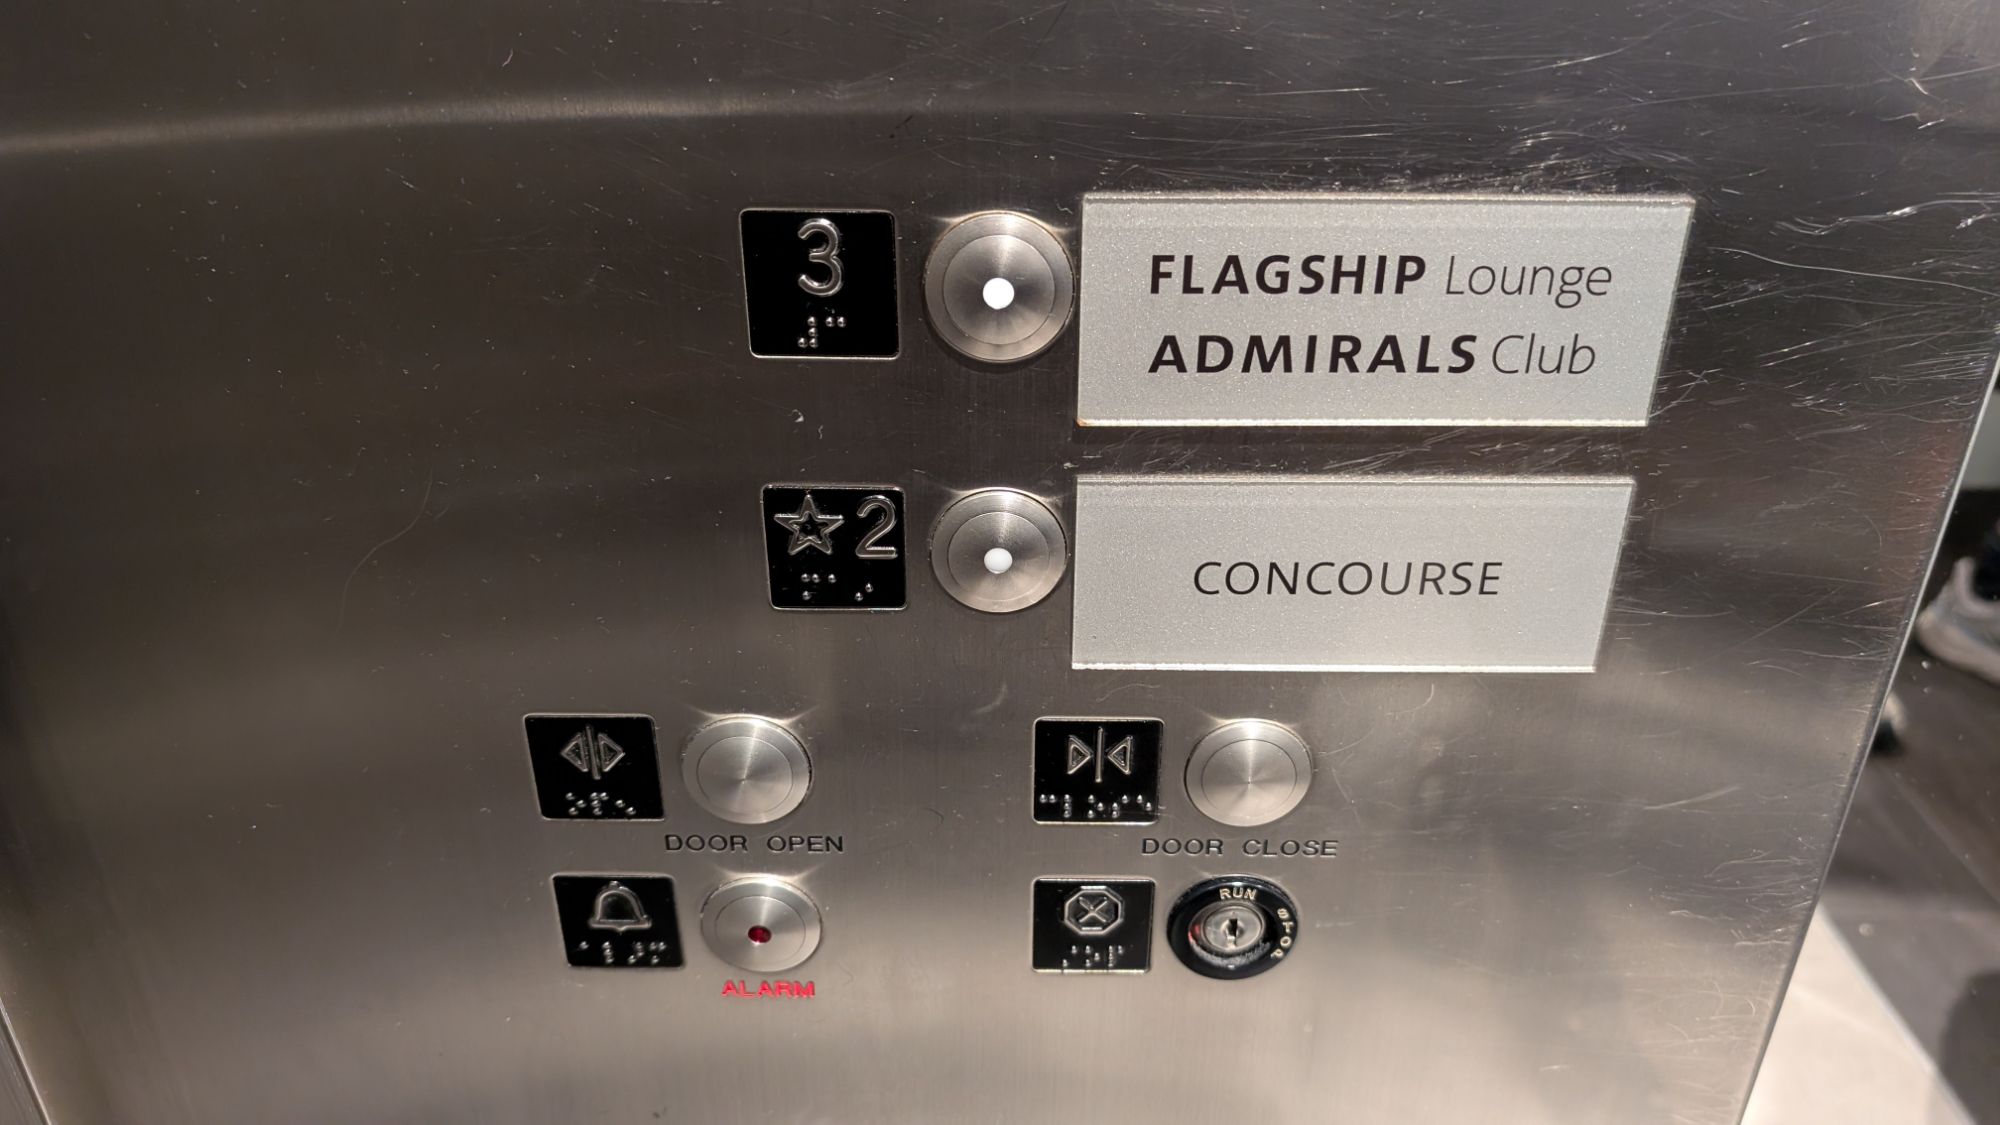 3
FLAGSHIP Lounge
ADMIRALS Club
☆2
CONCOURSE
DOOR OPEN
DOOR CLOSE
RUN
STOP
ALARM